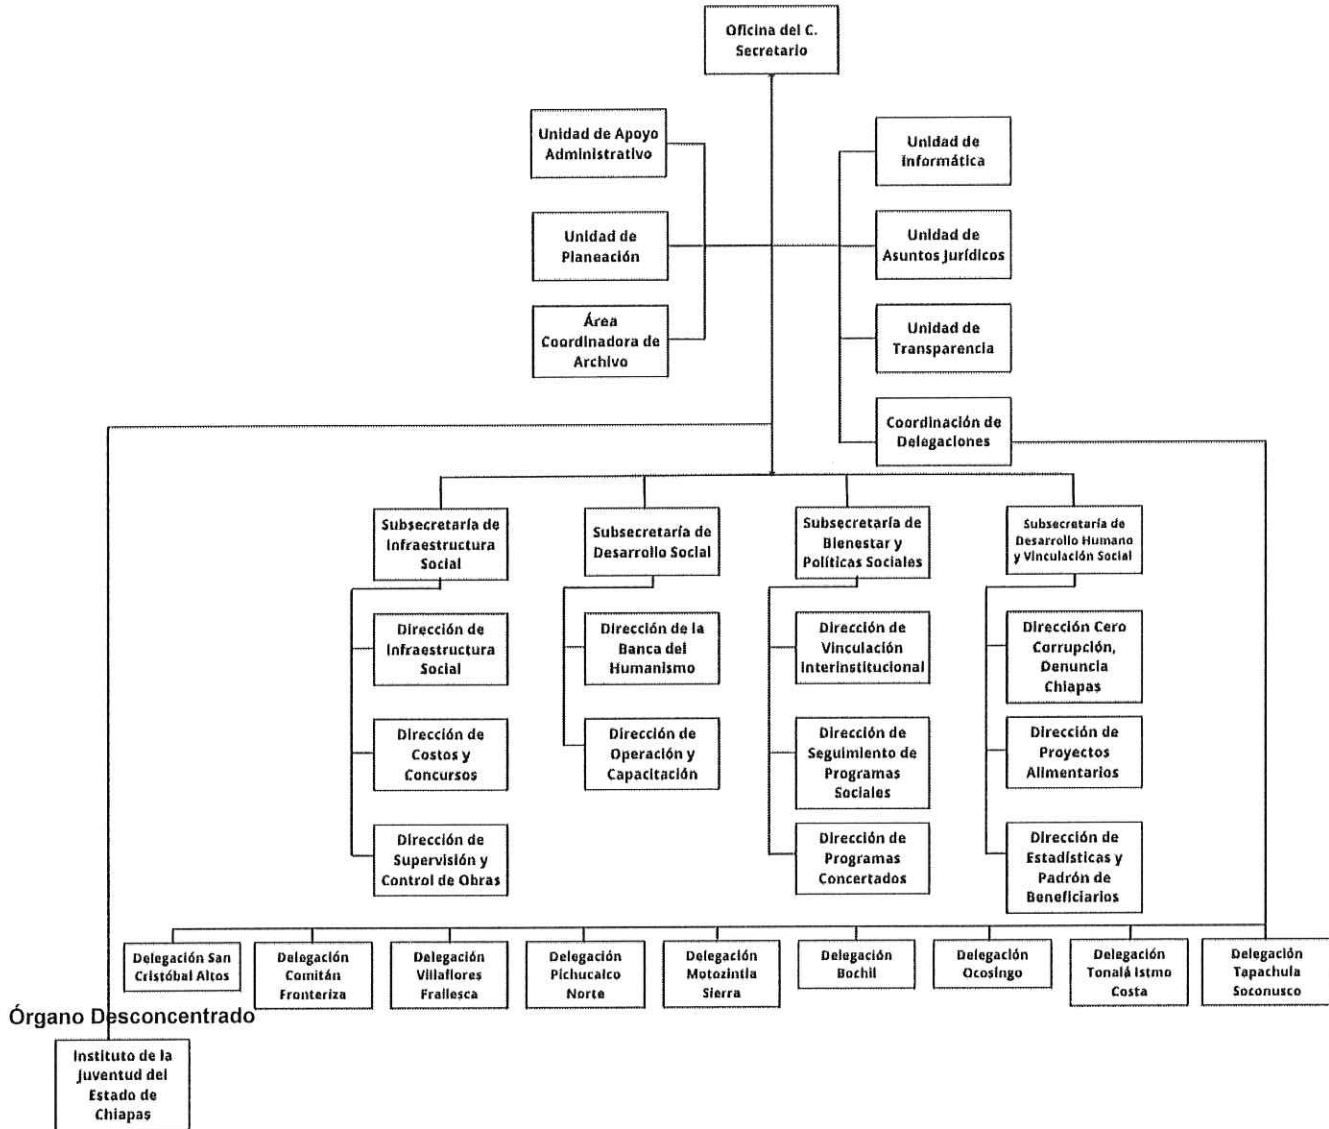 Oficina del C.
Secretario
Unidad de Apoyo
Administrativo
Unidad de
Informática
Unidad de
Planeación
Unidad de
Asuntos Jurídicos
Área
Coordinadora de
Archivo
Unidad de
Transparencia
Coordinación de
Delegaciones
Subsecretaría de
Infraestructura
Social
Subsecretaría de
Desarrollo Social
Subsecretaría de
Bienestar y
Políticas Sociales
Subsecretaría de
Desarrollo Humano
y Vinculación Social
Dirección de
Infraestructura
Social
Dirección de la
Banca del
Humanismo
Dirección de
Vinculación
Interinstitucional
Dirección Cero
Corrupción,
Denuncia
Chiapas
Dirección de
Costos y
Concursos
Dirección de
Operación y
Capacitación
Dirección de
Seguimiento de
Programas
Sociales
Dirección de
Proyectos
Alimentarios
Dirección de
Supervisión y
Control de Obras
Dirección de
Programas
Concertados
Dirección de
Estadísticas y
Padrón de
Beneficiarios
Delegación San
Cristóbal Altos
Delegación
Comitán
Fronteriza
Delegación
Villaflores
Frailesca
Delegación
Pichucalco
Norte
Delegación
Motozintla
Sierra
Delegación
Bochil
Delegación
Ocosingo
Delegación
Tonalá Istmo
Costa
Delegación
Tapachula
Soconusco
Órgano Desconcentrado
Instituto de la
Juventud del
Estado de
Chiapas